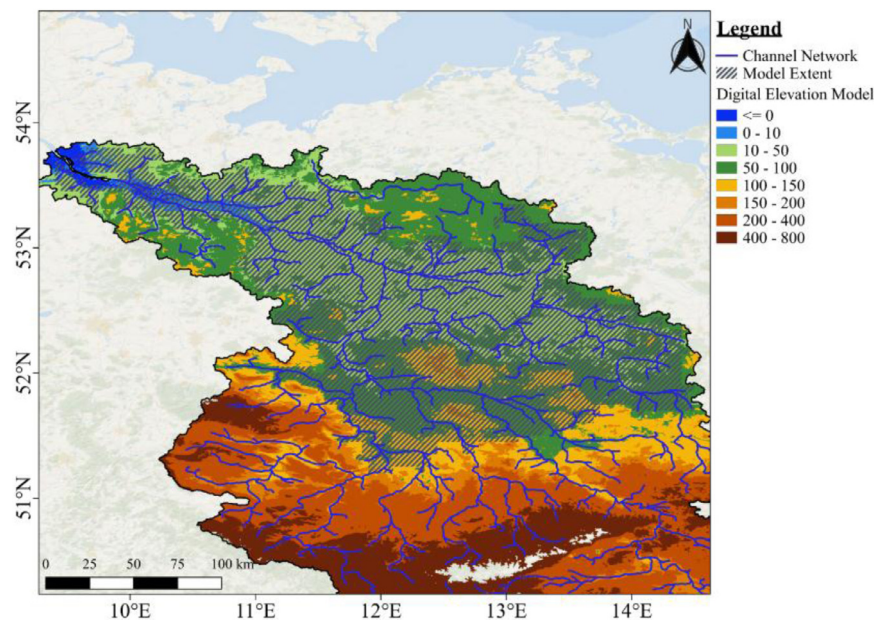 N
Legend
Channel Network
Model Extent
Digital Elevation Model
<= 0
0 - 10
10 - 50
50 - 100
100 - 150
150 - 200
200 - 400
400 - 800
54°N
53°N
52°N
51°N
0 25 50 75 100 km
10°E 11°E 12°E 13°E 14°E